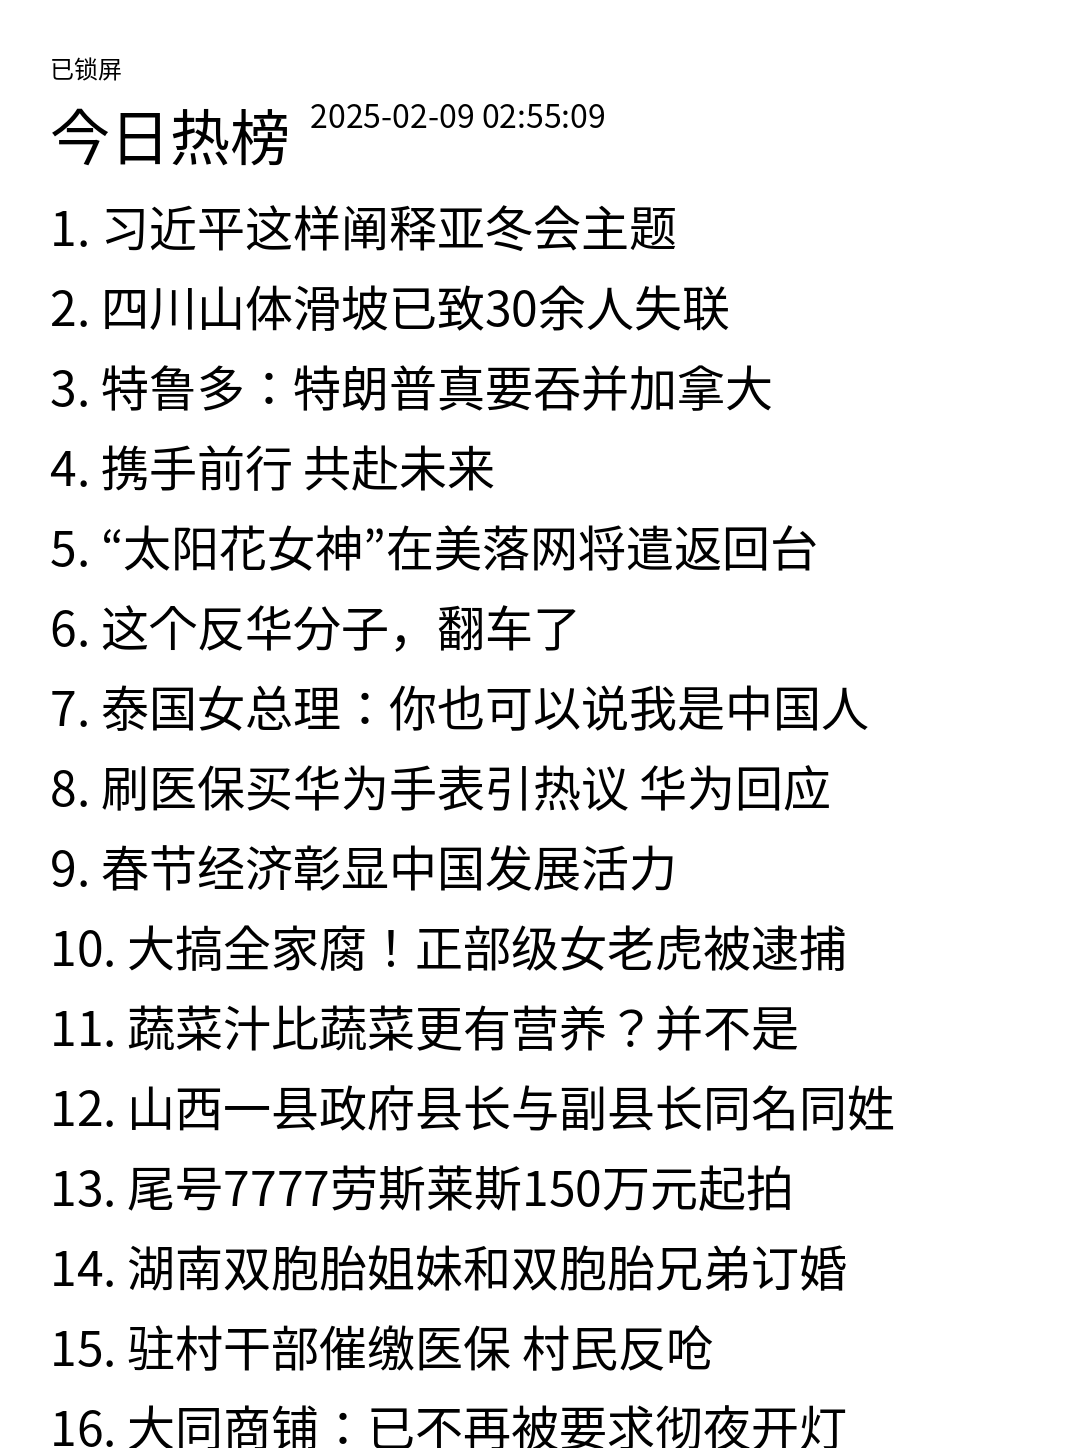 已锁屏
今日热榜 2025-02-09 02:55:09
1. 习近平这样阐释亚冬会主题
2. 四川山体滑坡已致30余人失联
3. 特鲁多：特朗普真要吞并加拿大
4. 携手前行 共赴未来
5. “太阳花女神”在美落网将遣返回台
6. 这个反华分子，翻车了
7. 泰国女总理：你也可以说我是中国人
8. 刷医保买华为手表引热议 华为回应
9. 春节经济彰显中国发展活力
10. 大搞全家腐！正部级女老虎被逮捕
11. 蔬菜汁比蔬菜更有营养？并不是
12. 山西一县政府县长与副县长同名同姓
13. 尾号7777劳斯莱斯150万元起拍
14. 湖南双胞胎姐妹和双胞胎兄弟订婚
15. 驻村干部催缴医保 村民反呛
16. 大同商铺：已不再被要求彻夜开灯